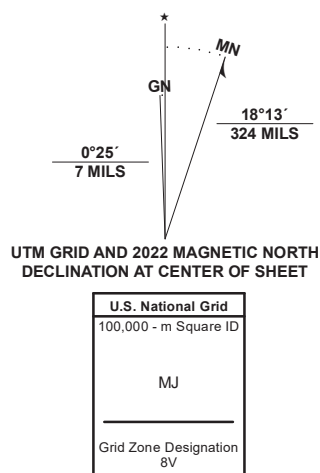 ★
MN
GN
18°13´
324 MILS
0°25´
7 MILS
UTM GRID AND 2022 MAGNETIC NORTH
DECLINATION AT CENTER OF SHEET
U.S. National Grid
100,000 - m Square ID
MJ
Grid Zone Designation
8V